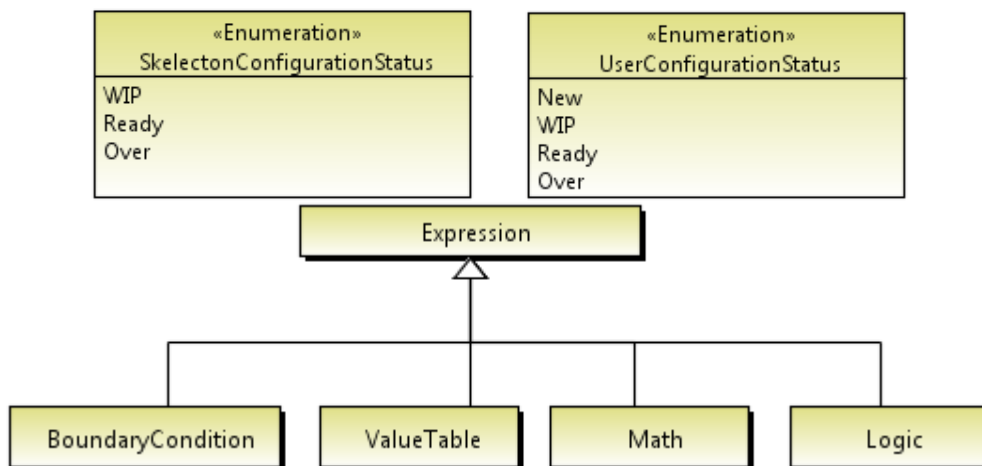 «Enumeration»
SkelectonConfigurationStatus
WIP
Ready
Over
«Enumeration»
UserConfigurationStatus
New
WIP
Ready
Over
Expression
BoundaryCondition
ValueTable
Math
Logic